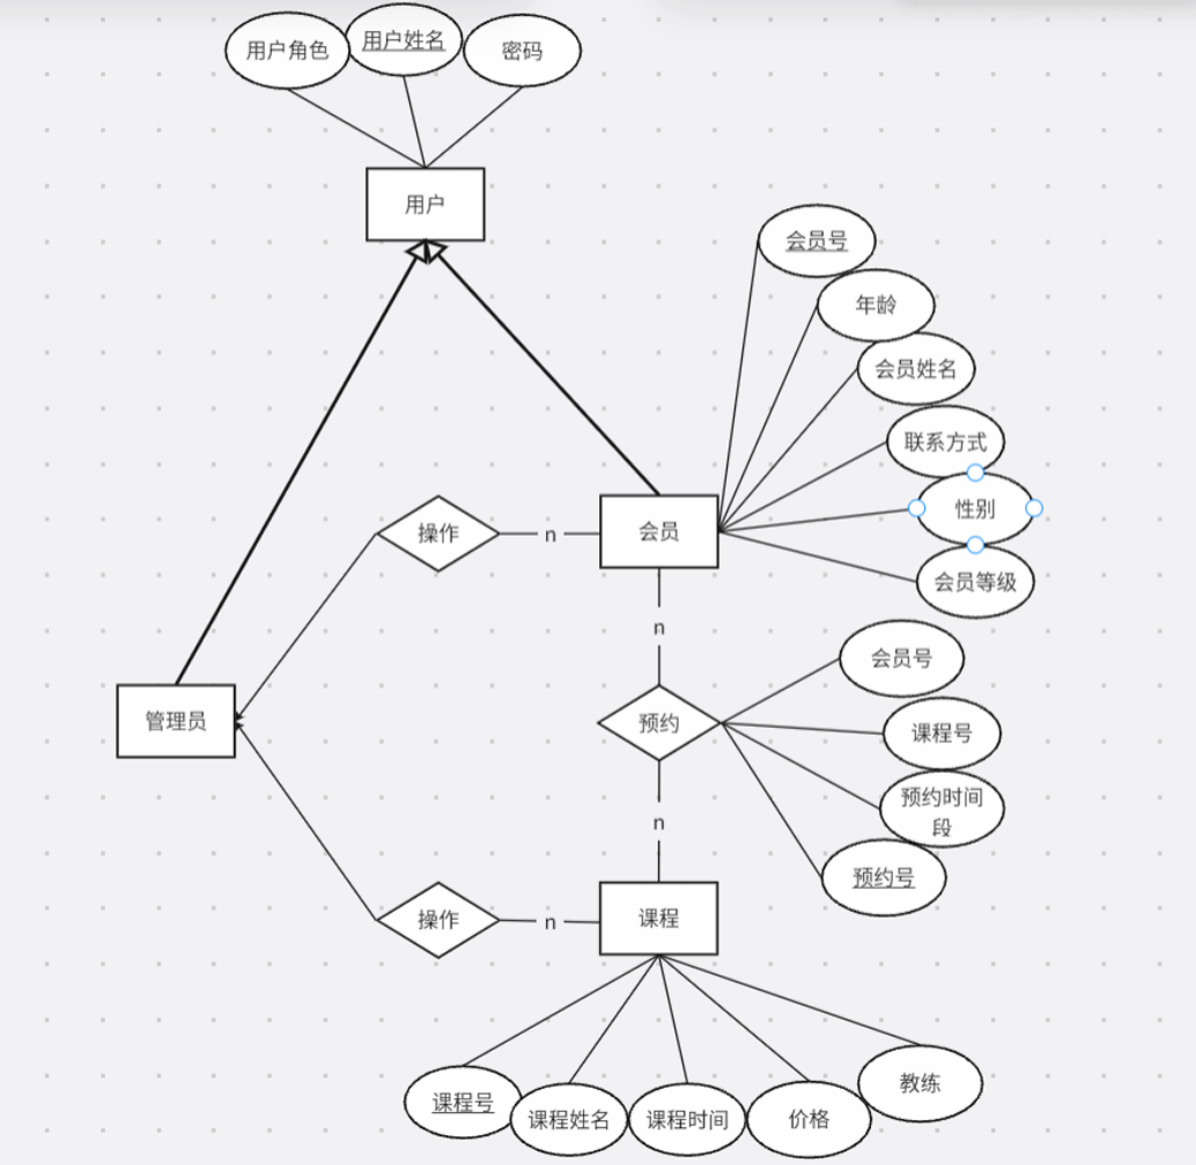 用户角色
用户姓名
密码
用户
会员号
年龄
会员姓名
联系方式
性别
会员等级
操作
n
会员
n
会员号
管理员
预约
课程号
预约时间
段
n
预约号
操作
n
课程
课程号
课程姓名
课程时间
价格
教练